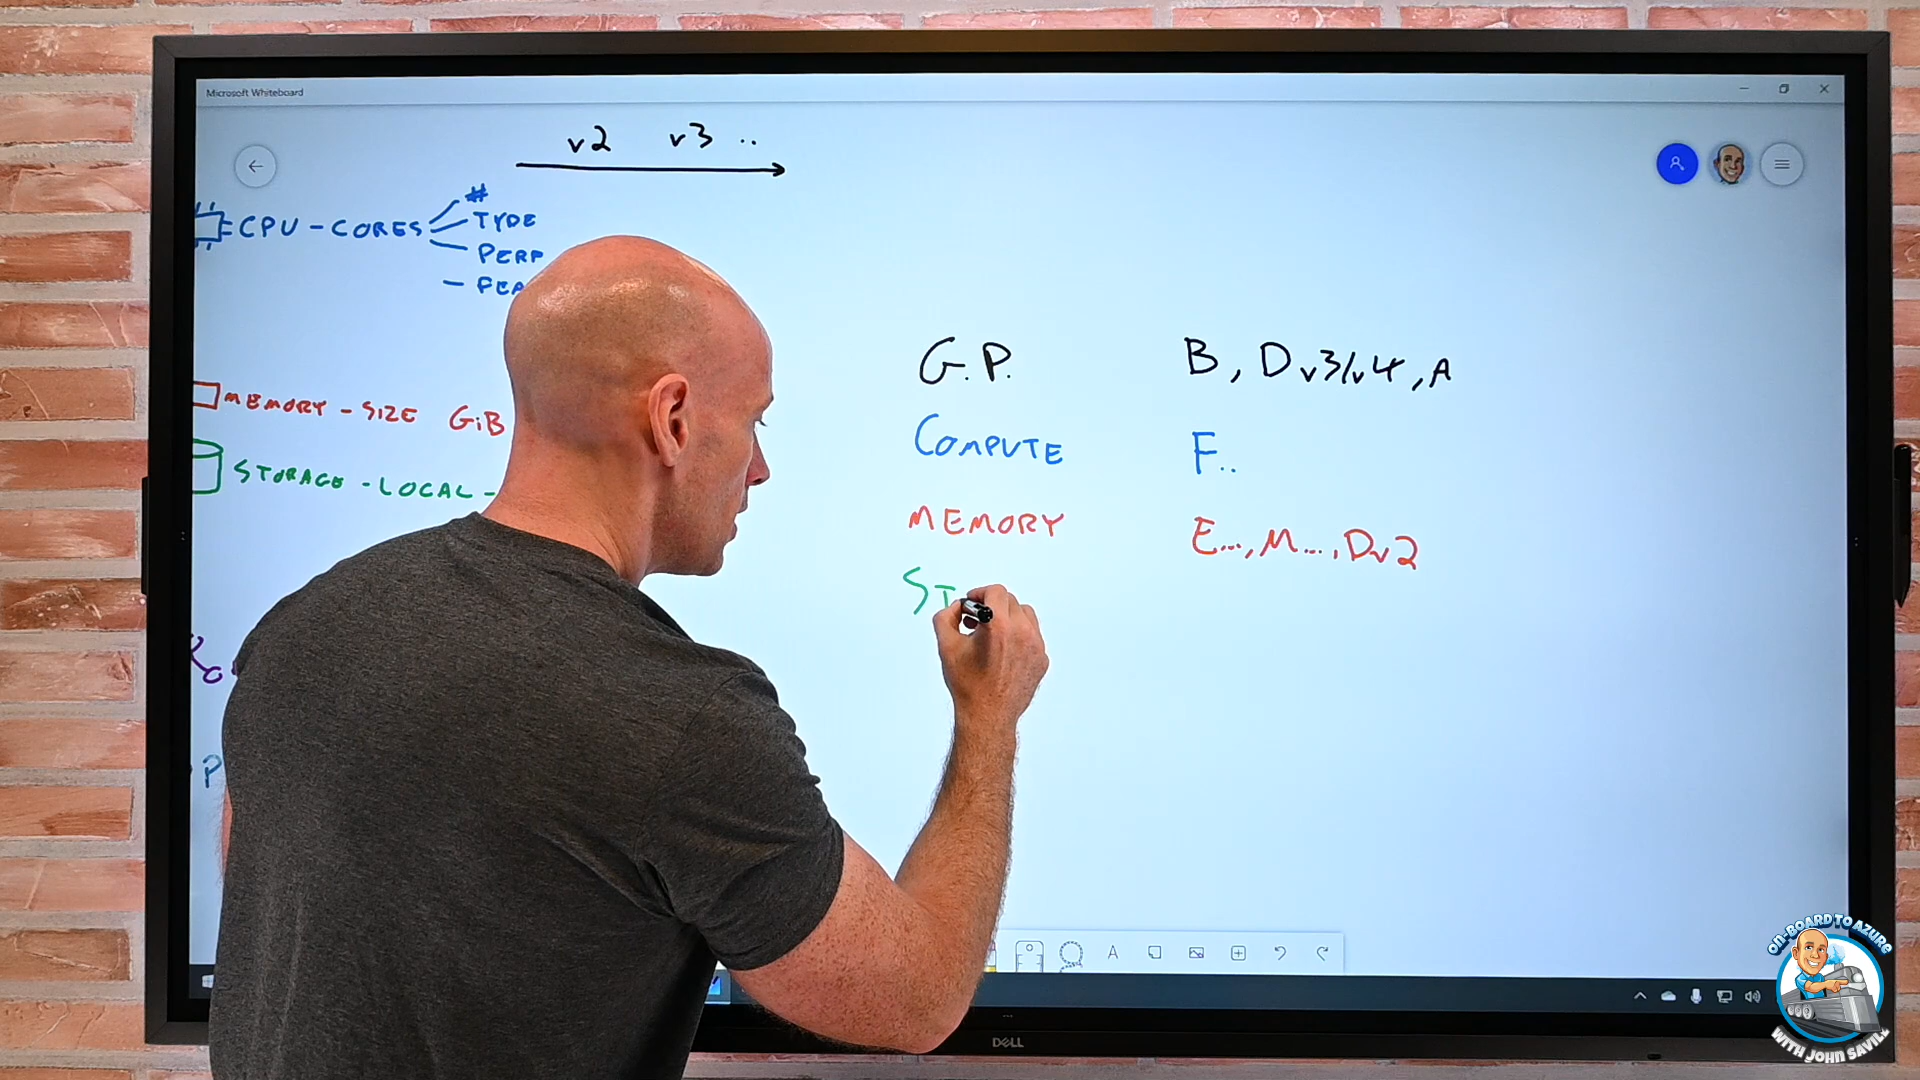 Microsoft Whiteboard
v2 v3 ..
#
CPU - CORES
TYPE
PERF
G.P. B, Dv3/v4, A
MEMORY - SIZE GiB
COMPUTE F..
STORAGE - LOCAL -
MEMORY E..., M..., Dv2
ST
P
A
DELL
ON-BOARD TO AZURE
WITH JOHN SAVILL